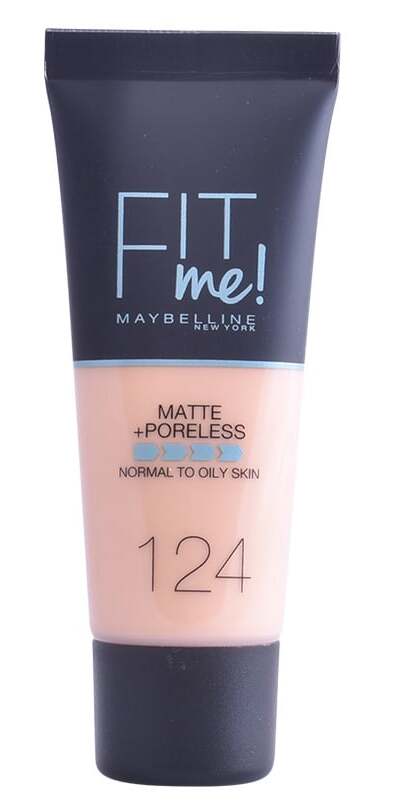 FIT
me!
MAYBELLINE
NEW YORK
MATTE
+PORELESS
NORMAL TO OILY SKIN
124